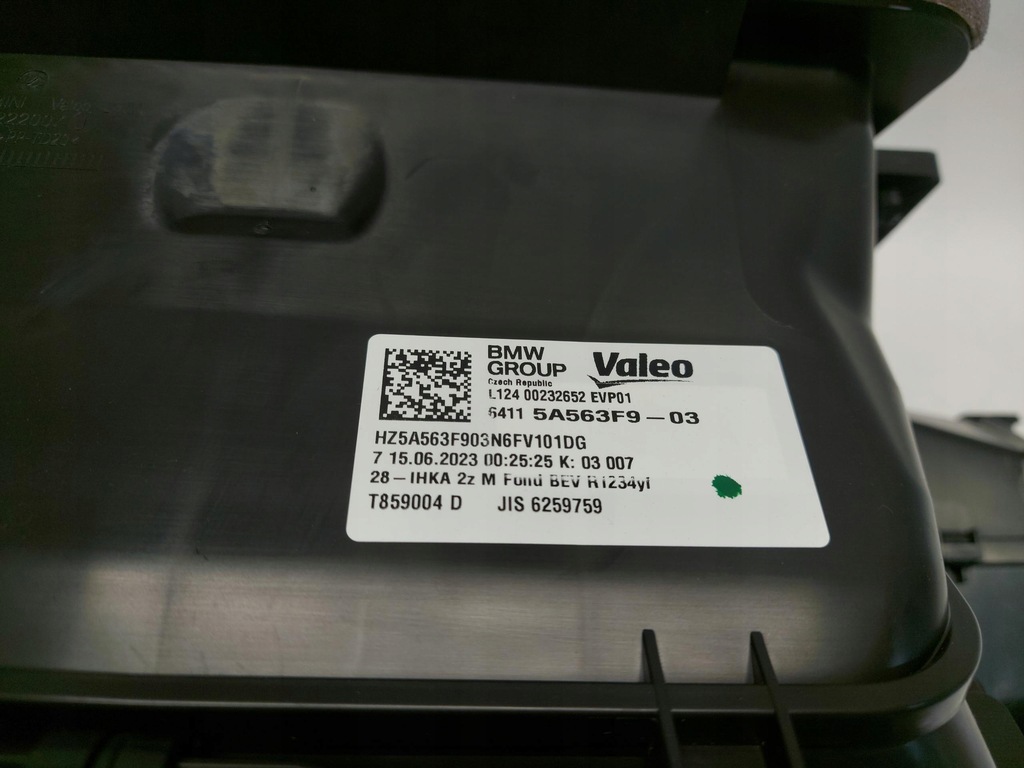 BMW
GROUP
Valeo
Czech Republic
L124 00232652 EVP01
6411 5A563F9-03
HZ5A563F903N6FV101DG
7 15.06.2023 00:25:25 K: 03 007
28-IHKA 2z M Fond BEV R1234yf
T859004 D JIS 6259759